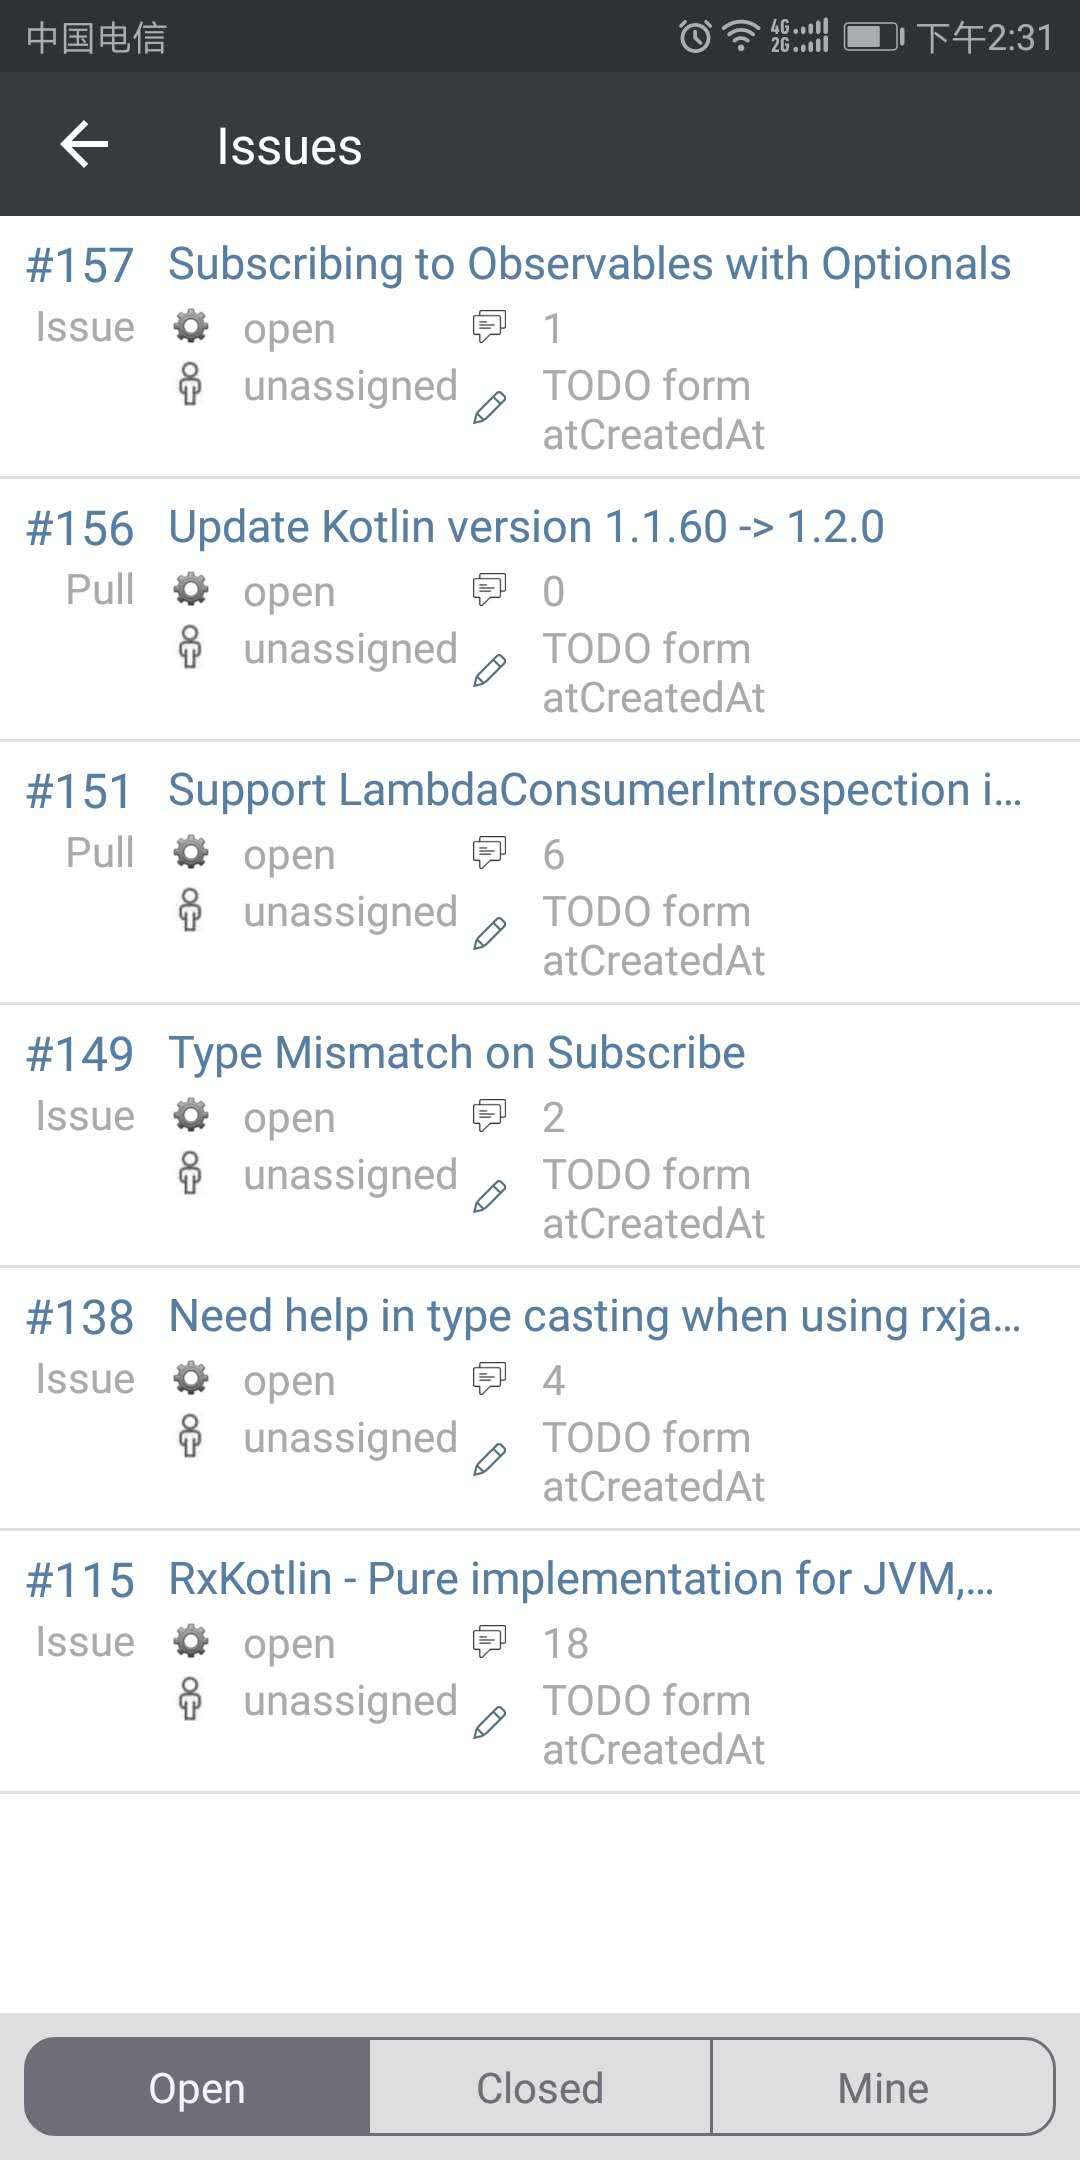 中国电信 4G 2G 下午2:31
Issues
#157 Subscribing to Observables with Optionals
Issue open 1
unassigned TODO form
atCreatedAt
#156 Update Kotlin version 1.1.60 -> 1.2.0
Pull open 0
unassigned TODO form
atCreatedAt
#151 Support LambdaConsumerIntrospection i...
Pull open 6
unassigned TODO form
atCreatedAt
#149 Type Mismatch on Subscribe
Issue open 2
unassigned TODO form
atCreatedAt
#138 Need help in type casting when using rxja...
Issue open 4
unassigned TODO form
atCreatedAt
#115 RxKotlin - Pure implementation for JVM,...
Issue open 18
unassigned TODO form
atCreatedAt
Open Closed Mine